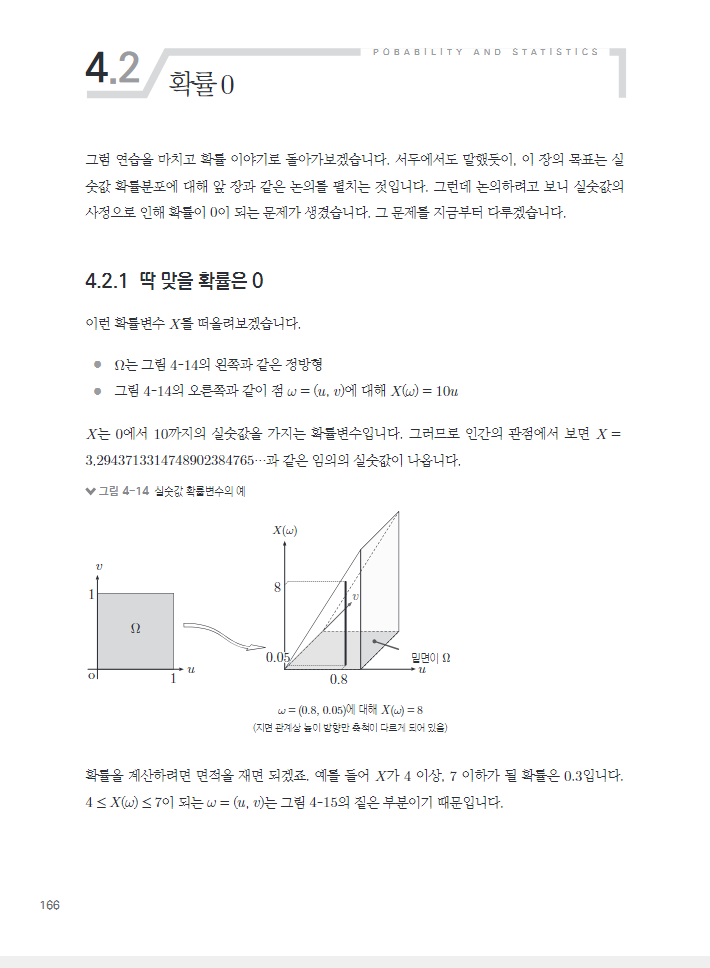 POBABILITY AND STATISTICS
4.2 확률 0
그럼 연습을 마치고 확률 이야기로 돌아가보겠습니다. 서두에서도 말했듯이, 이 장의 목표는 실
숫값 확률분포에 대해 앞 장과 같은 논의를 펼치는 것입니다. 그런데 논의하려고 보니 실숫값의
사정으로 인해 확률이 0이 되는 문제가 생겼습니다. 그 문제를 지금부터 다루겠습니다.
4.2.1 딱 맞을 확률은 0
이런 확률변수 X를 떠올려보겠습니다.
● Ω는 그림 4-14의 왼쪽과 같은 정방형
● 그림 4-14의 오른쪽과 같이 점 ω = (u, v)에 대해 X(ω) = 10u
X는 0에서 10까지의 실숫값을 가지는 확률변수입니다. 그러므로 인간의 관점에서 보면 X =
3.2943713314748902384765…과 같은 임의의 실숫값이 나옵니다.
그림 4-14 실숫값 확률변수의 예
X(ω)
8
v
v
1
Ω
0.05
밑면이 Ω
o
1
u
0.8
u
ω = (0.8, 0.05)에 대해 X(ω) = 8
(지면 관계상 높이 방향만 축척이 다르게 되어 있음)
확률을 계산하려면 면적을 재면 되겠죠. 예를 들어 X가 4 이상, 7 이하가 될 확률은 0.3입니다.
4 ≤ X(ω) ≤ 7이 되는 ω = (u, v)는 그림 4-15의 짙은 부분이기 때문입니다.
166